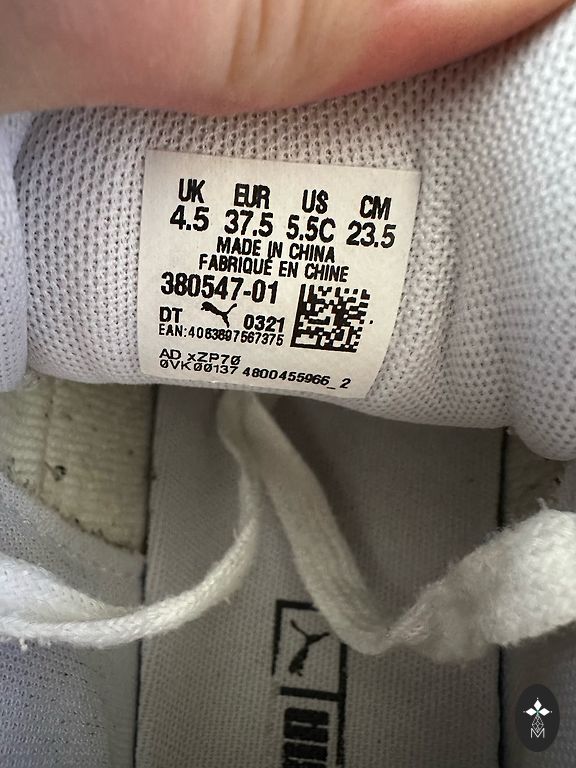 UK EUR US CM
4.5 37.5 5.5C 23.5
MADE IN CHINA
FABRIQUÉ EN CHINE
380547-01
DT 0321
EAN:4063697567375
AD xZP70
0VK00137 4800455966_2
M